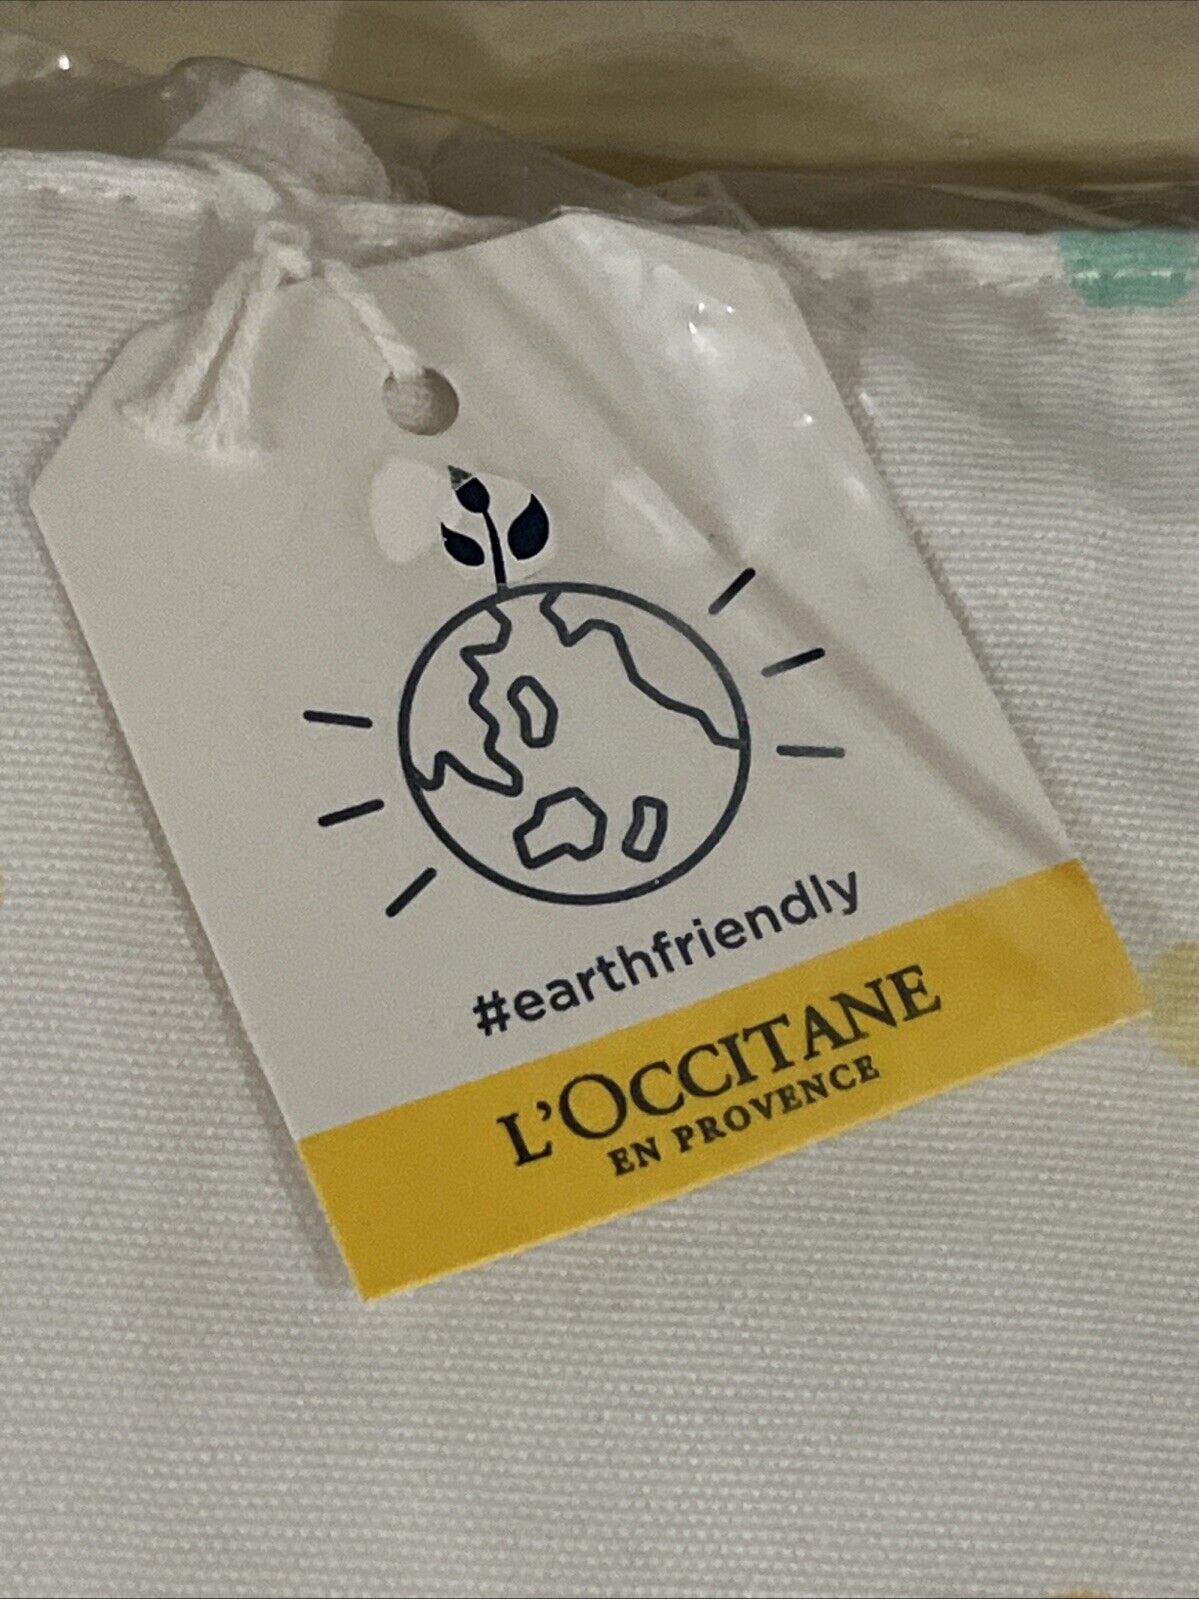 #earthfriendly
L'OCCITANE
EN PROVENCE